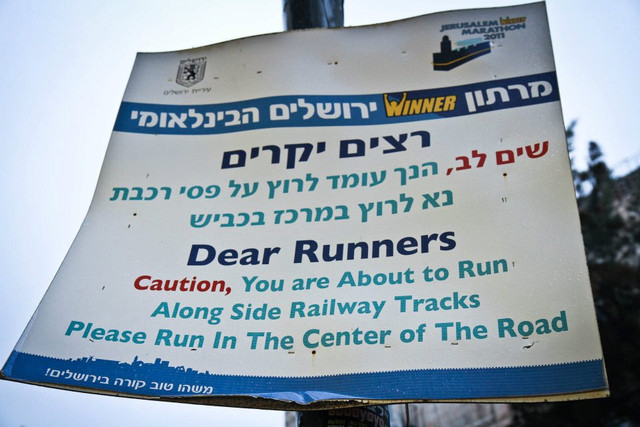 ירושלים
עיריית ירושלים
JERUSALEM WINNER
MARATHON
2011
מרתון WINNER ירושלים הבינלאומי
רצים יקרים
שים לב, הנך עומד לרוץ על פסי רכבת
נא לרוץ במרכז בכביש
Dear Runners
Caution, You are About to Run
Along Side Railway Tracks
Please Run In The Center of The Road
משהו טוב קורה בירושלים!